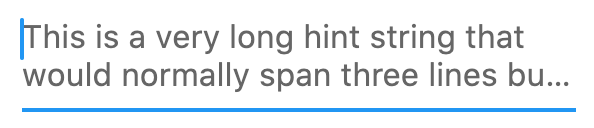 This is a very long hint string that
would normally span three lines bu...